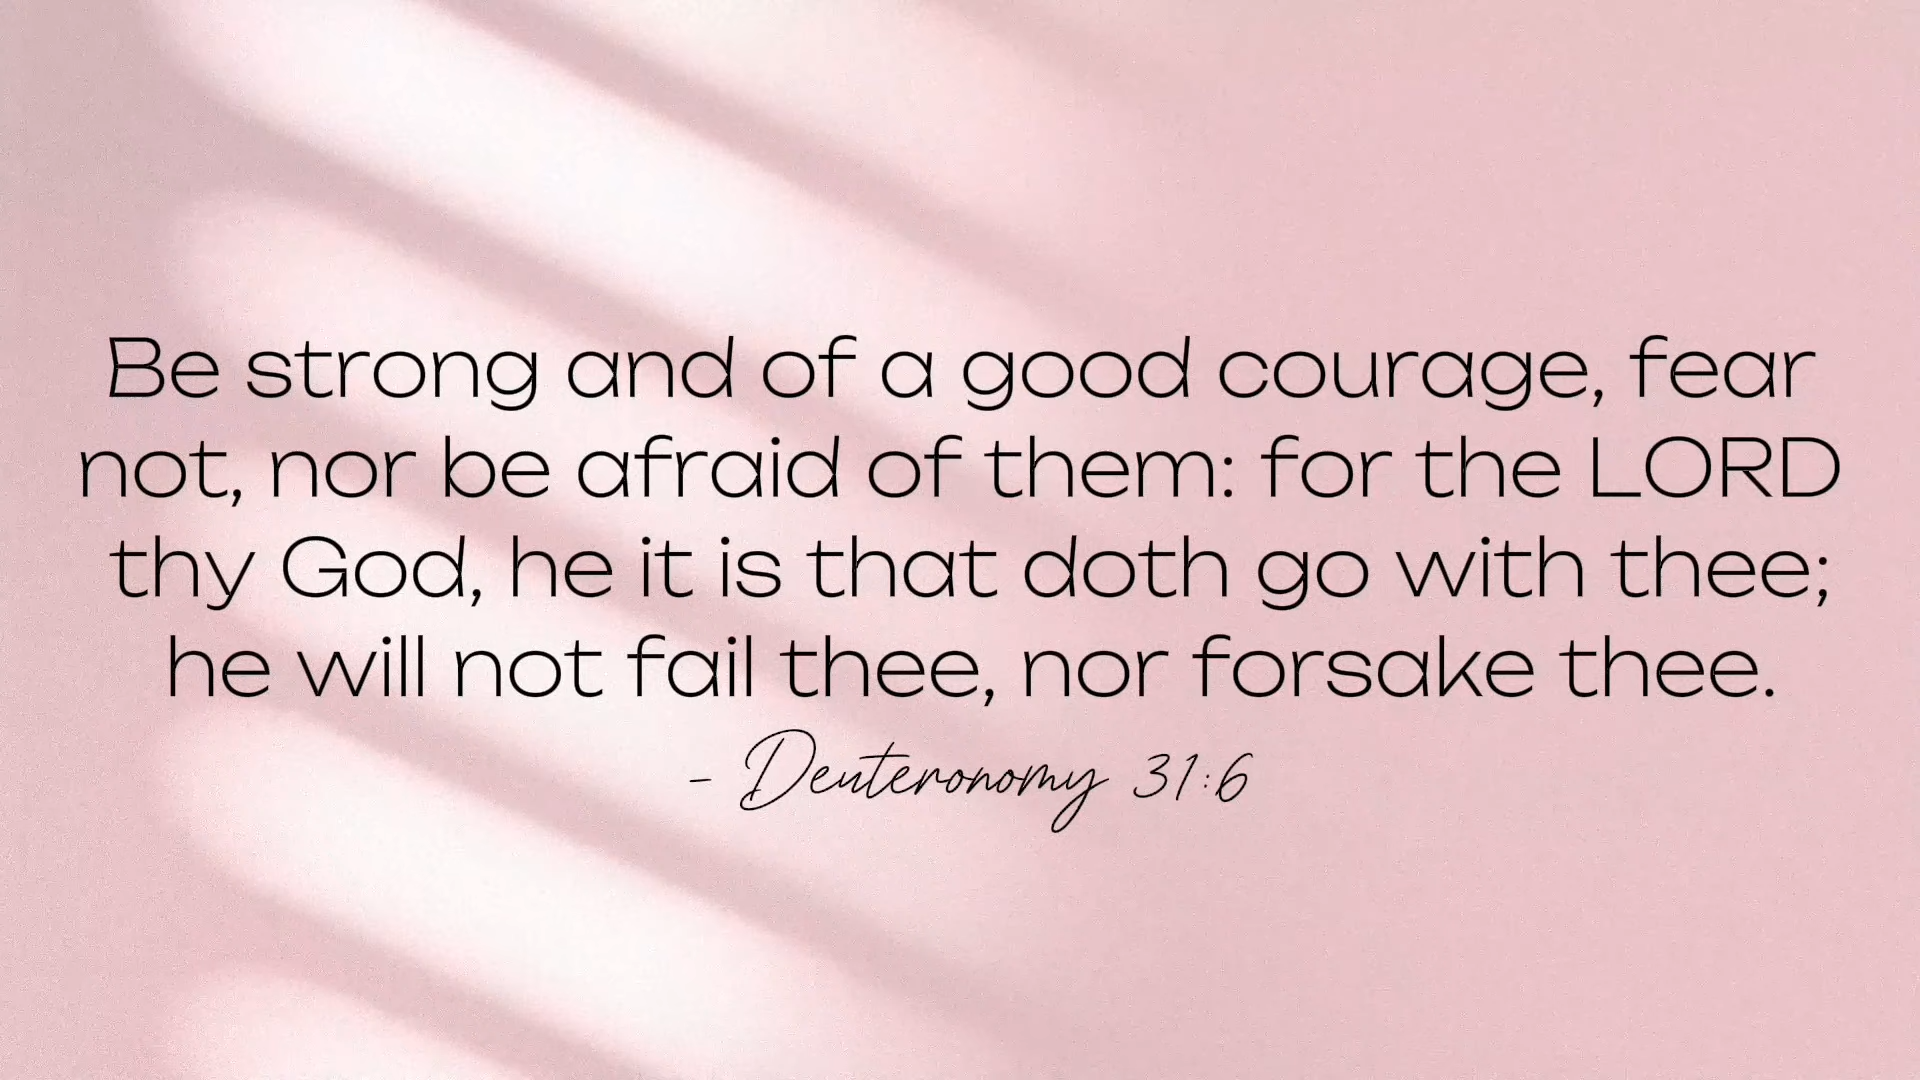 Be strong and of a good courage, fear
not, nor be afraid of them: for the LORD
thy God, he it is that doth go with thee;
he will not fail thee, nor forsake thee.
- Deuteronomy 31:6